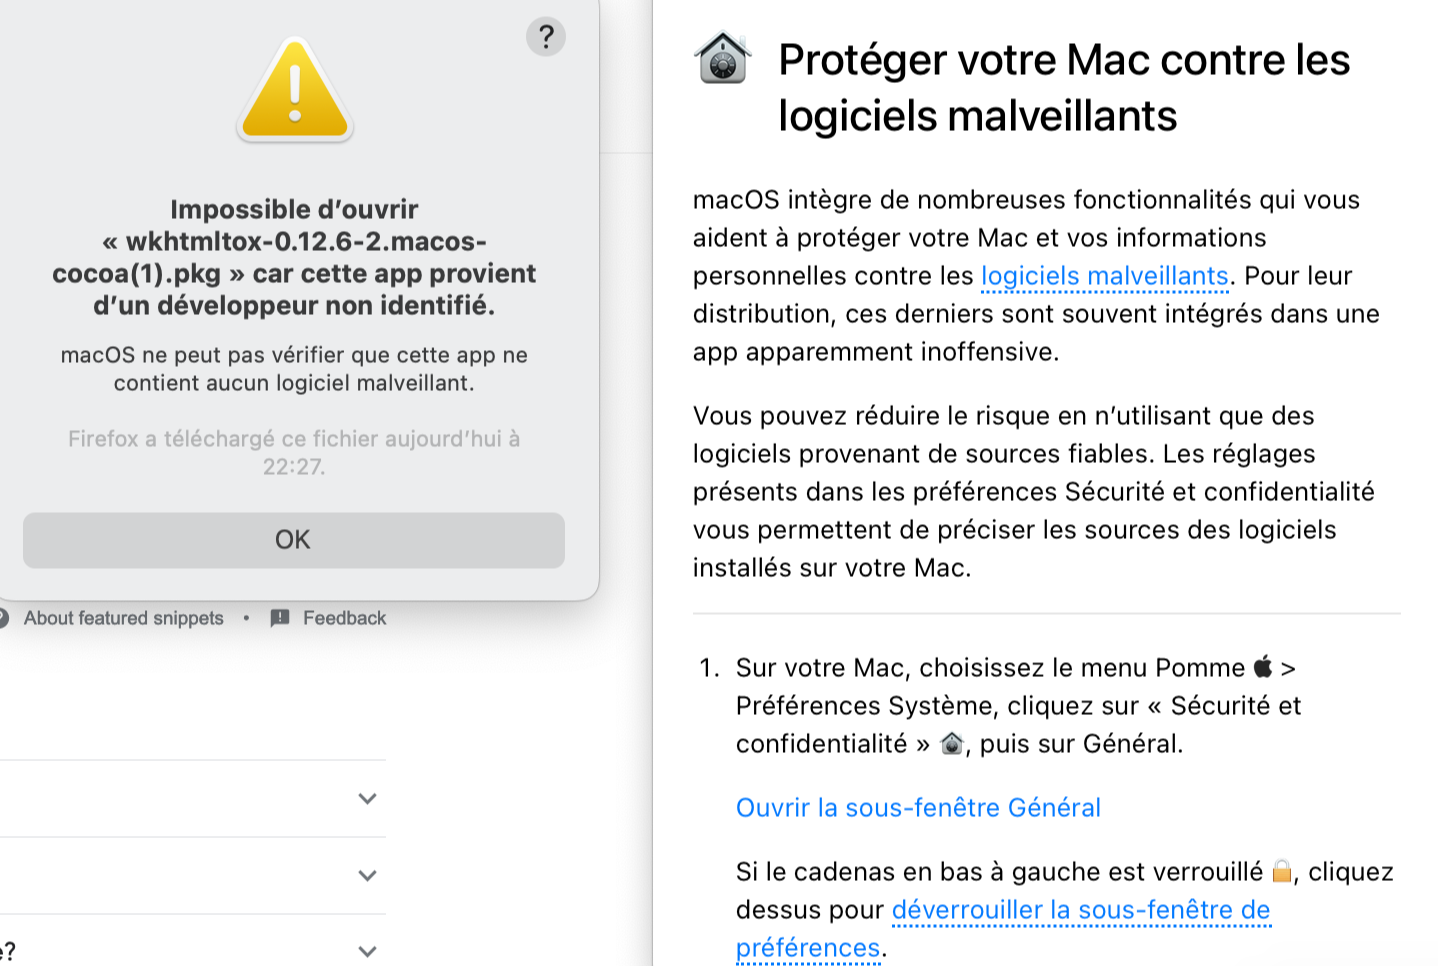 ?
Impossible d’ouvrir
« wkhtmltox-0.12.6-2.macos-
cocoa(1).pkg » car cette app provient
d’un développeur non identifié.
macOS ne peut pas vérifier que cette app ne
contient aucun logiciel malveillant.
Firefox a téléchargé ce fichier aujourd’hui à
22:27.
OK
About featured snippets • Feedback
e?
Protéger votre Mac contre les
logiciels malveillants
macOS intègre de nombreuses fonctionnalités qui vous
aident à protéger votre Mac et vos informations
personnelles contre les logiciels malveillants. Pour leur
distribution, ces derniers sont souvent intégrés dans une
app apparemment inoffensive.
Vous pouvez réduire le risque en n’utilisant que des
logiciels provenant de sources fiables. Les réglages
présents dans les préférences Sécurité et confidentialité
vous permettent de préciser les sources des logiciels
installés sur votre Mac.
1. Sur votre Mac, choisissez le menu Pomme >
Préférences Système, cliquez sur « Sécurité et
confidentialité » , puis sur Général.
Ouvrir la sous-fenêtre Général
Si le cadenas en bas à gauche est verrouillé , cliquez
dessus pour déverrouiller la sous-fenêtre de
préférences.